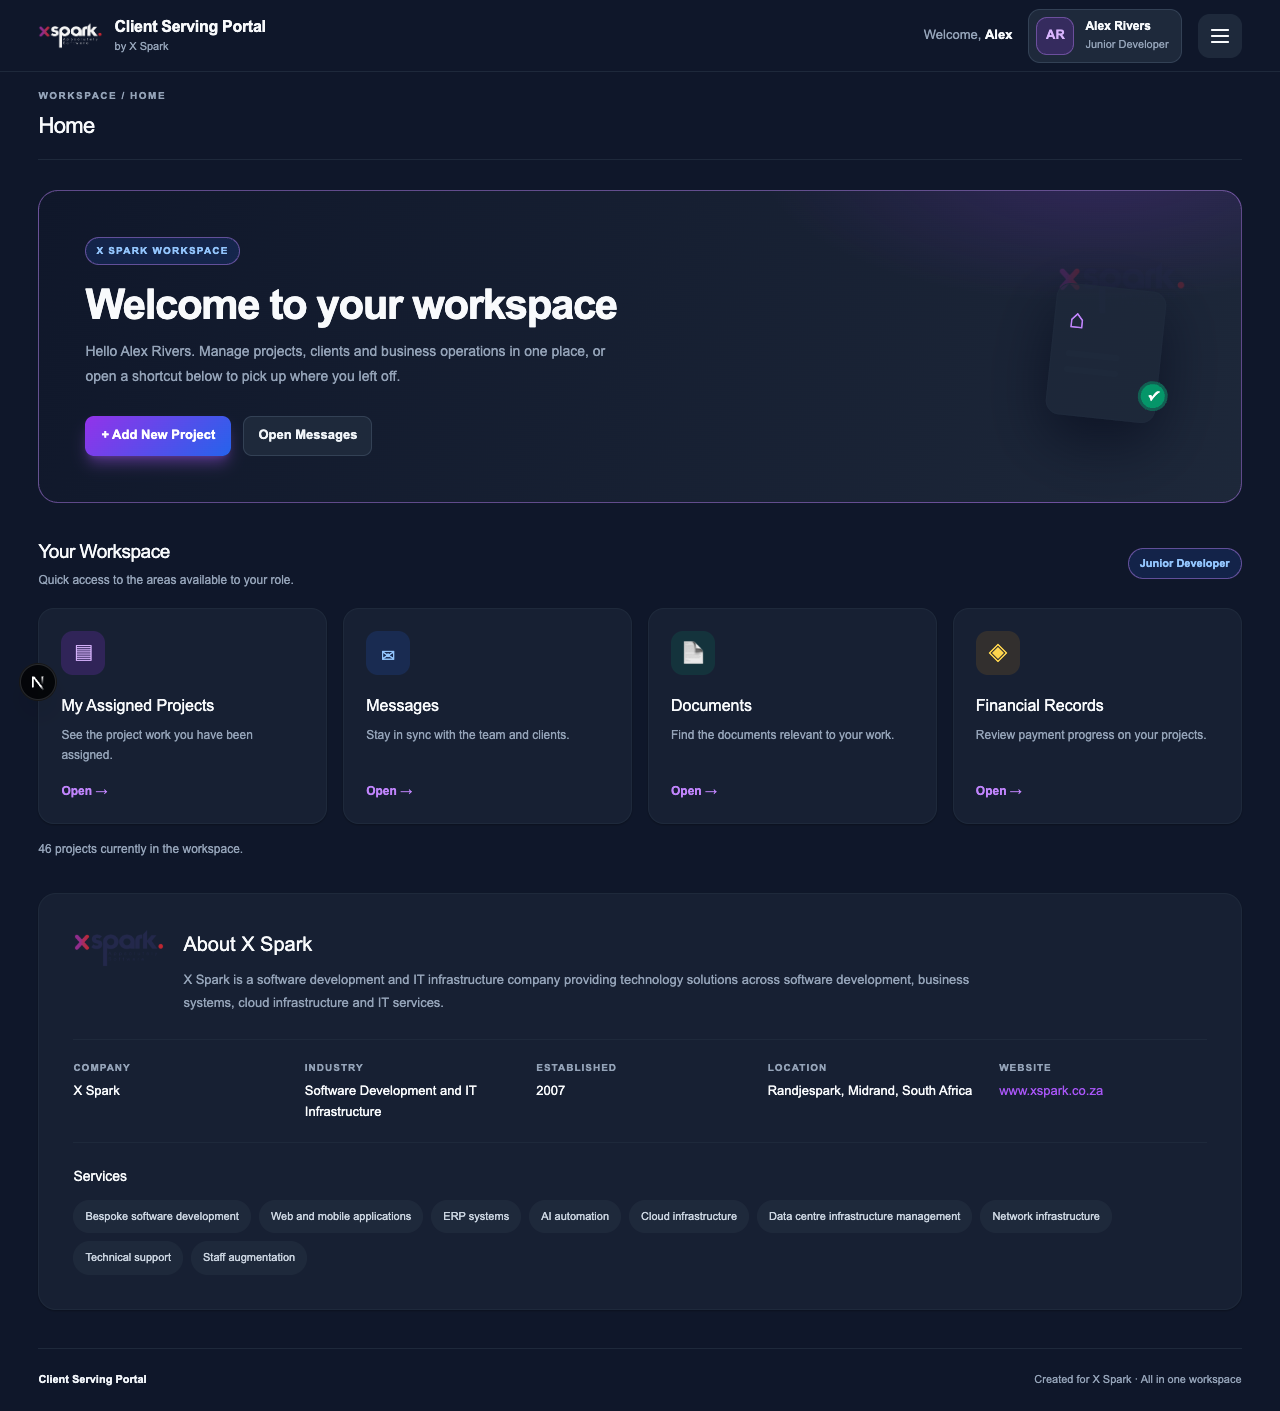 xspark.
Client Serving Portal
by X Spark
Welcome, Alex
AR
Alex Rivers
Junior Developer
WORKSPACE / HOME
Home
X SPARK WORKSPACE
Welcome to your workspace
Hello Alex Rivers. Manage projects, clients and business operations in one place, or
open a shortcut below to pick up where you left off.
+ Add New Project
Open Messages
Your Workspace
Quick access to the areas available to your role.
Junior Developer
N
My Assigned Projects
See the project work you have been
assigned.
Open →
Messages
Stay in sync with the team and clients.
Open →
Documents
Find the documents relevant to your work.
Open →
Financial Records
Review payment progress on your projects.
Open →
46 projects currently in the workspace.
xspark.
About X Spark
X Spark is a software development and IT infrastructure company providing technology solutions across software development, business
systems, cloud infrastructure and IT services.
COMPANY
X Spark
INDUSTRY
Software Development and IT
Infrastructure
ESTABLISHED
2007
LOCATION
Randjespark, Midrand, South Africa
WEBSITE
www.xspark.co.za
Services
Bespoke software development
Web and mobile applications
ERP systems
AI automation
Cloud infrastructure
Data centre infrastructure management
Network infrastructure
Technical support
Staff augmentation
Client Serving Portal
Created for X Spark · All in one workspace